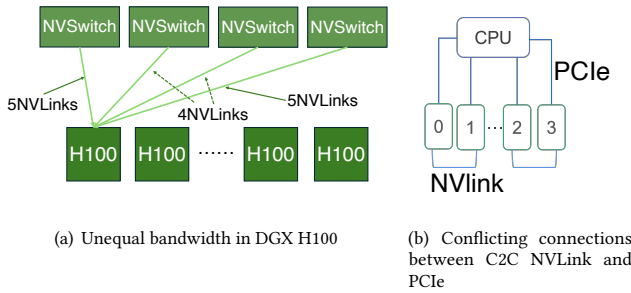 NVSwitch NVSwitch NVSwitch NVSwitch
5NVLinks
4NVLinks
5NVLinks
H100 H100 ...... H100 H100
(a) Unequal bandwidth in DGX H100
CPU
PCIe
0 1 ... 2 3
NVlink
(b) Conflicting connections
between C2C NVLink and
PCIe